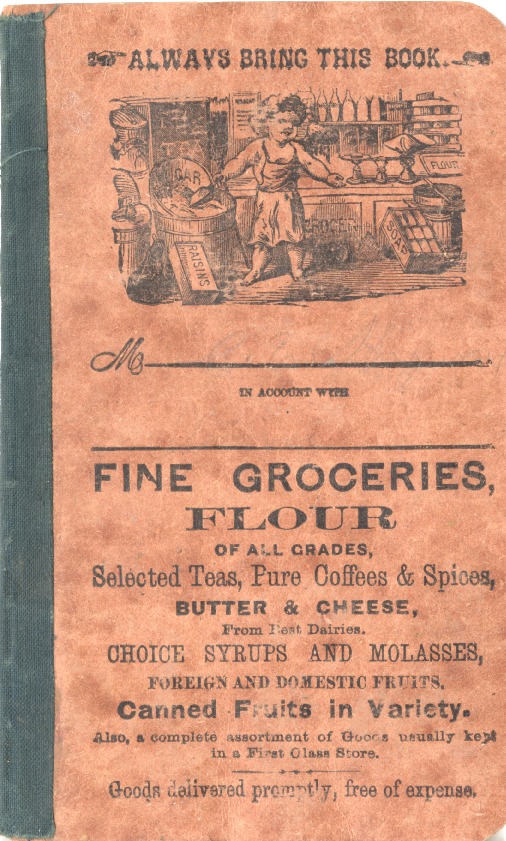 ALWAYS BRING THIS BOOK.
SUGAR
FLOUR
GROCER
SOAP
RAISINS
M
IN ACCOUNT WITH
FINE GROCERIES,
FLOUR
OF ALL GRADES,
Selected Teas, Pure Coffees & Spices,
BUTTER & CHEESE,
From Best Dairies.
CHOICE SYRUPS AND MOLASSES,
FOREIGN AND DOMESTIC FRUITS,
Canned Fruits in Variety.
Also, a complete assortment of Goods usually kept
in a First Class Store.
Goods delivered promptly, free of expense.